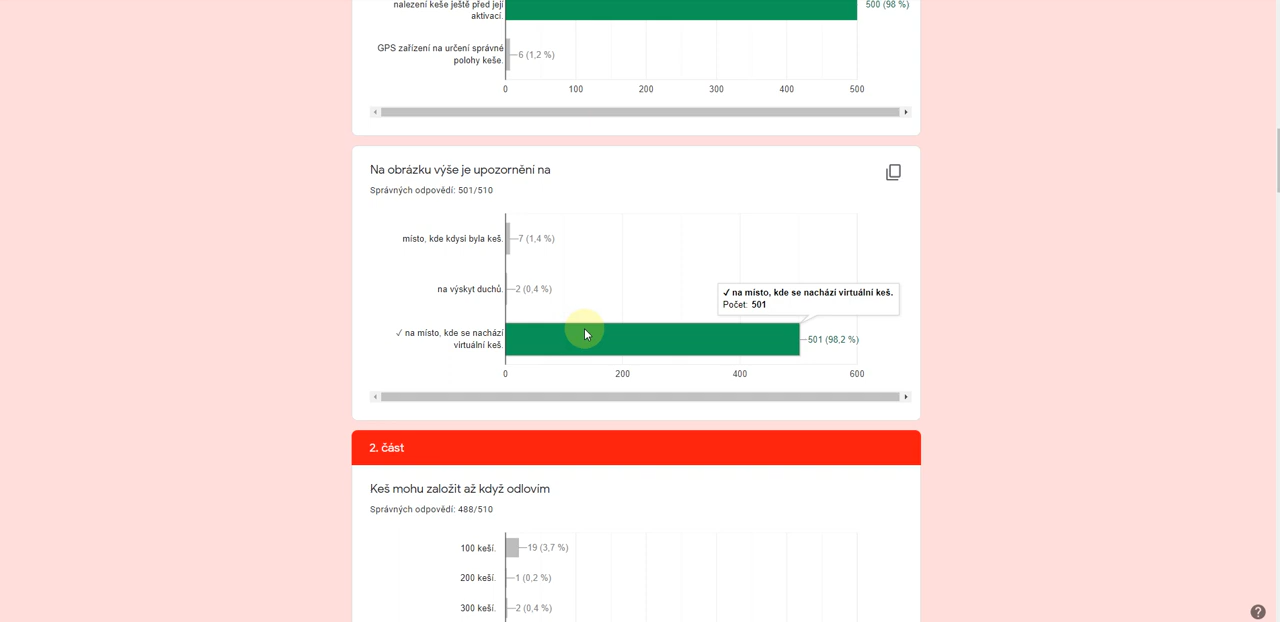 nalezení keše ještě před její
aktivací.
500 (98 %)
GPS zařízení na určení správné
polohy keše.
6 (1,2 %)
0 100 200 300 400 500
Na obrázku výše je upozornění na
Správných odpovědí: 501/510
místo, kde kdysi byla keš.
7 (1,4 %)
na výskyt duchů.
2 (0,4 %)
✓ na místo, kde se nachází virtuální keš.
Počet: 501
✓ na místo, kde se nachází
virtuální keš.
501 (98,2 %)
0 200 400 600
2. část
Keš mohu založit až když odlovím
Správných odpovědí: 488/510
100 keší.
19 (3,7 %)
200 keší.
1 (0,2 %)
300 keší.
2 (0,4 %)